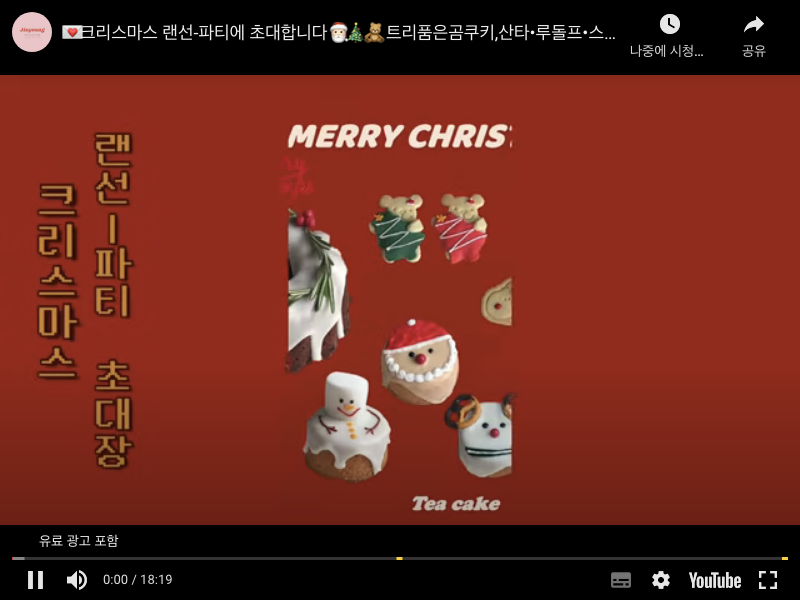 💌크리스마스 랜선-파티에 초대합니다🎅🏻🎄🧸트리품은곰쿠키,산타•루돌프•스...
나중에 시청...
공유
MERRY CHRIS
크리스마스
랜선-파티 초대장
Tea cake
유료 광고 포함
0:00 / 18:19
YouTube